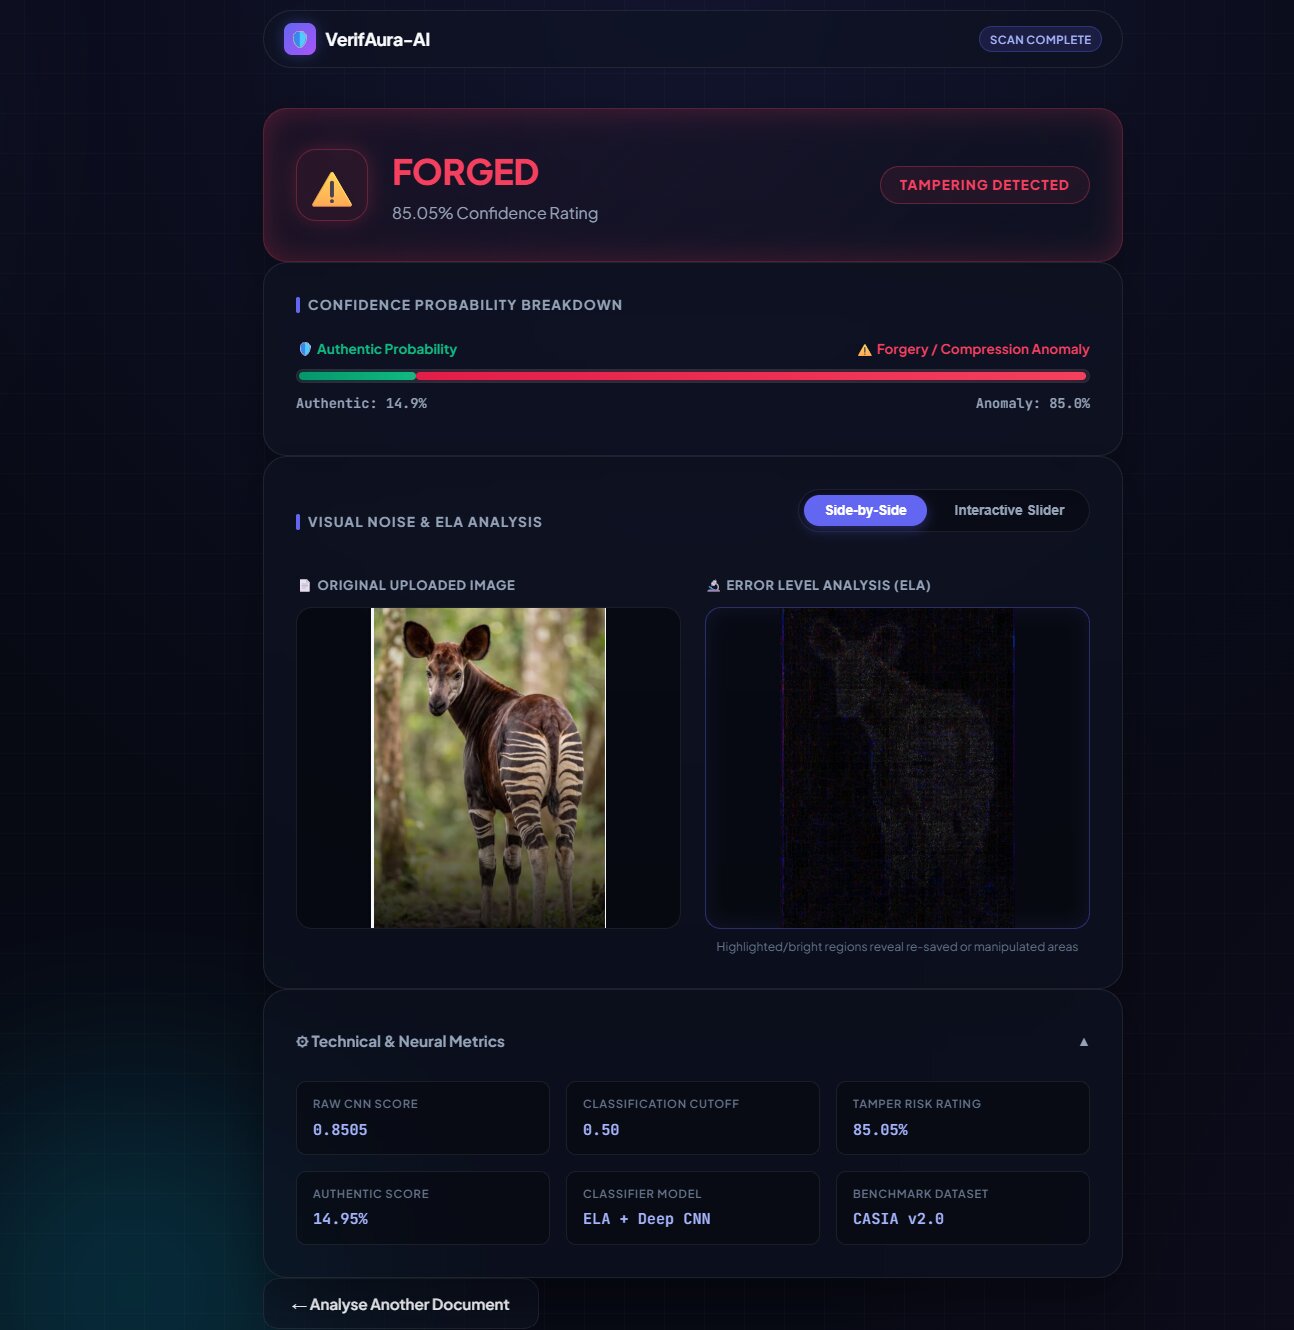 VerifAura-AI
SCAN COMPLETE
FORGED
85.05% Confidence Rating
TAMPERING DETECTED
CONFIDENCE PROBABILITY BREAKDOWN
Authentic Probability
Forgery / Compression Anomaly
Authentic: 14.9%
Anomaly: 85.0%
VISUAL NOISE & ELA ANALYSIS
Side-by-Side
Interactive Slider
ORIGINAL UPLOADED IMAGE
ERROR LEVEL ANALYSIS (ELA)
Highlighted/bright regions reveal re-saved or manipulated areas
Technical & Neural Metrics
RAW CNN SCORE
0.8505
CLASSIFICATION CUTOFF
0.50
TAMPER RISK RATING
85.05%
AUTHENTIC SCORE
14.95%
CLASSIFIER MODEL
ELA + Deep CNN
BENCHMARK DATASET
CASIA v2.0
←Analyse Another Document